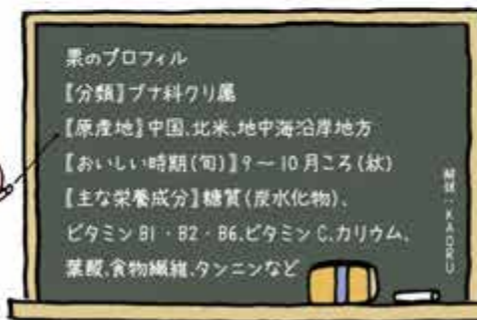 栗のプロフィル
【分類】ブナ科クリ属
【原産地】中国、北米、地中海沿岸地方
【おいしい時期(旬)】9～10月ころ(秋)
【主な栄養成分】糖質(炭水化物)、
ビタミンB1・B2・B6、ビタミンC、カリウム、
葉酸、食物繊維、タンニンなど
解説：KAORU